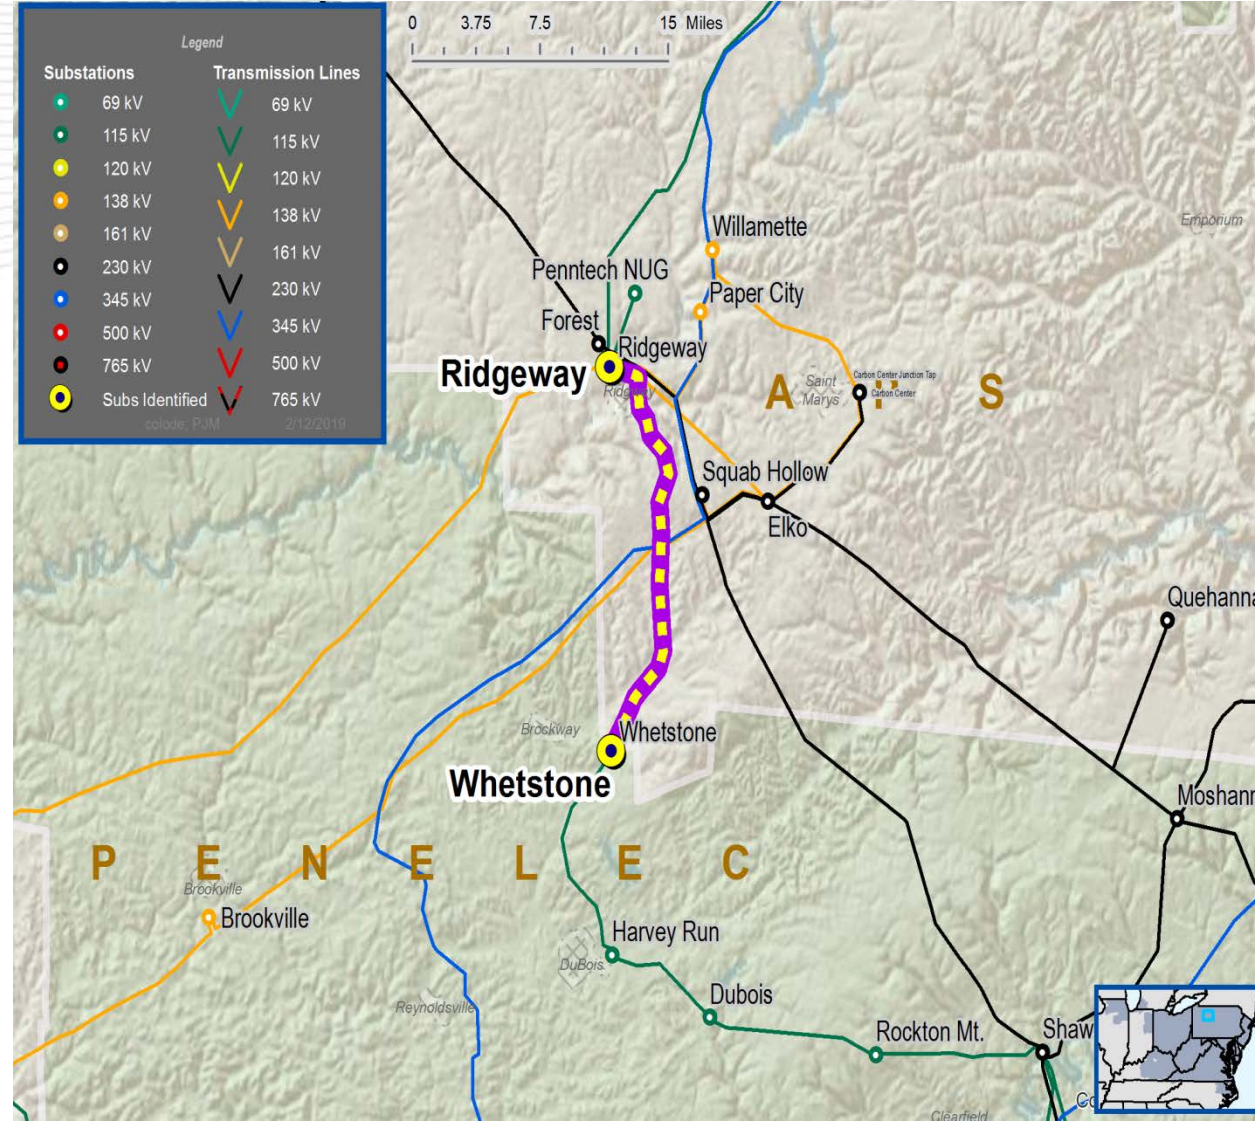 Legend
Substations
Transmission Lines
69 kV
69 kV
115 kV
115 kV
120 kV
120 kV
138 kV
138 kV
161 kV
161 kV
230 kV
230 kV
345 kV
345 kV
500 kV
500 kV
765 kV
765 kV
Subs Identified
colode, PJM 2/12/2019
0 3.75 7.5 15 Miles
Emporium
Willamette
Penntech NUG
Paper City
Forest
Ridgeway
Ridgeway
Carbon Center Junction Tap
Saint
Marys
Carbon Center
A P S
Squab Hollow
Elko
Quehanna
Brockway
Whetstone
Whetstone
Moshann
P E N E L E C
Brookville
Brookville
Harvey Run
DuBois
Reynoldsville
Dubois
Rockton Mt.
Shaw
Clearfield